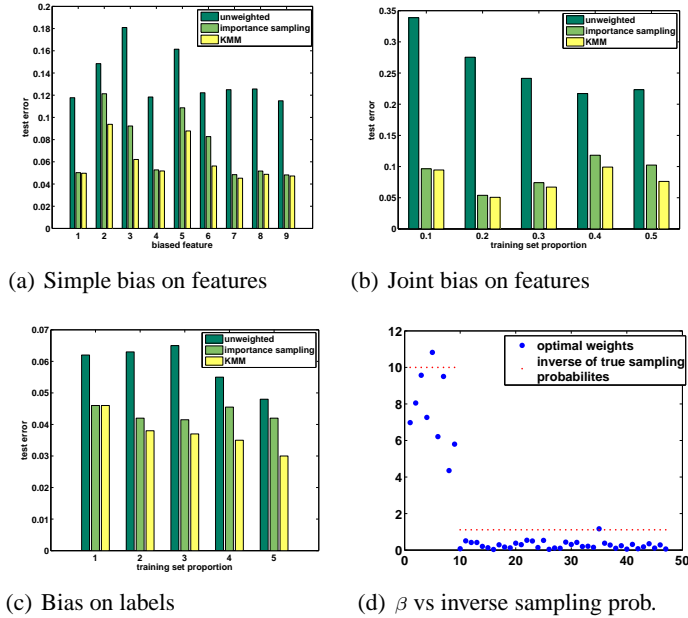 0.2
0.18
0.16
0.14
0.12
0.1
0.08
0.06
0.04
0.02
0
test error
unweighted
importance sampling
KMM
1 2 3 4 5 6 7 8 9
biased feature
(a) Simple bias on features
0.35
0.3
0.25
0.2
0.15
0.1
0.05
0
test error
unweighted
importance sampling
KMM
0.1 0.2 0.3 0.4 0.5
training set proportion
(b) Joint bias on features
0.07
0.06
0.05
0.04
0.03
0.02
0.01
0
test error
unweighted
importance sampling
KMM
1 2 3 4 5
training set proportion
(c) Bias on labels
12
10
8
6
4
2
0
optimal weights
inverse of true sampling
probabilites
0 10 20 30 40 50
(d) β vs inverse sampling prob.